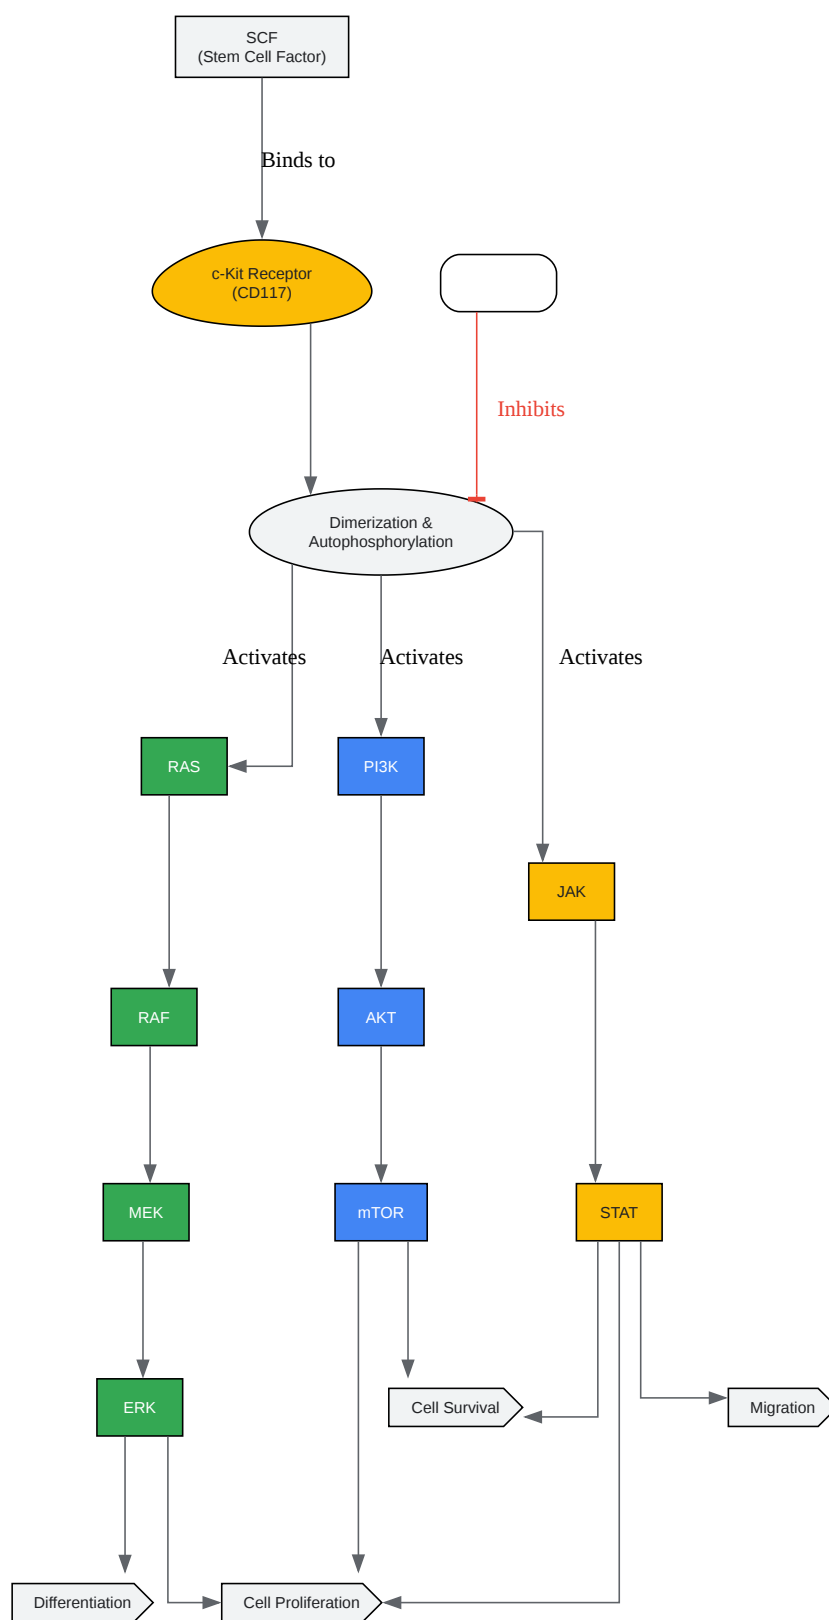 SCF
(Stem Cell Factor)
Binds to
c-Kit Receptor
(CD117)
Inhibits
Dimerization &
Autophosphorylation
Activates
Activates
Activates
RAS
PI3K
JAK
RAF
AKT
MEK
mTOR
STAT
ERK
Cell Survival
Migration
Differentiation
Cell Proliferation